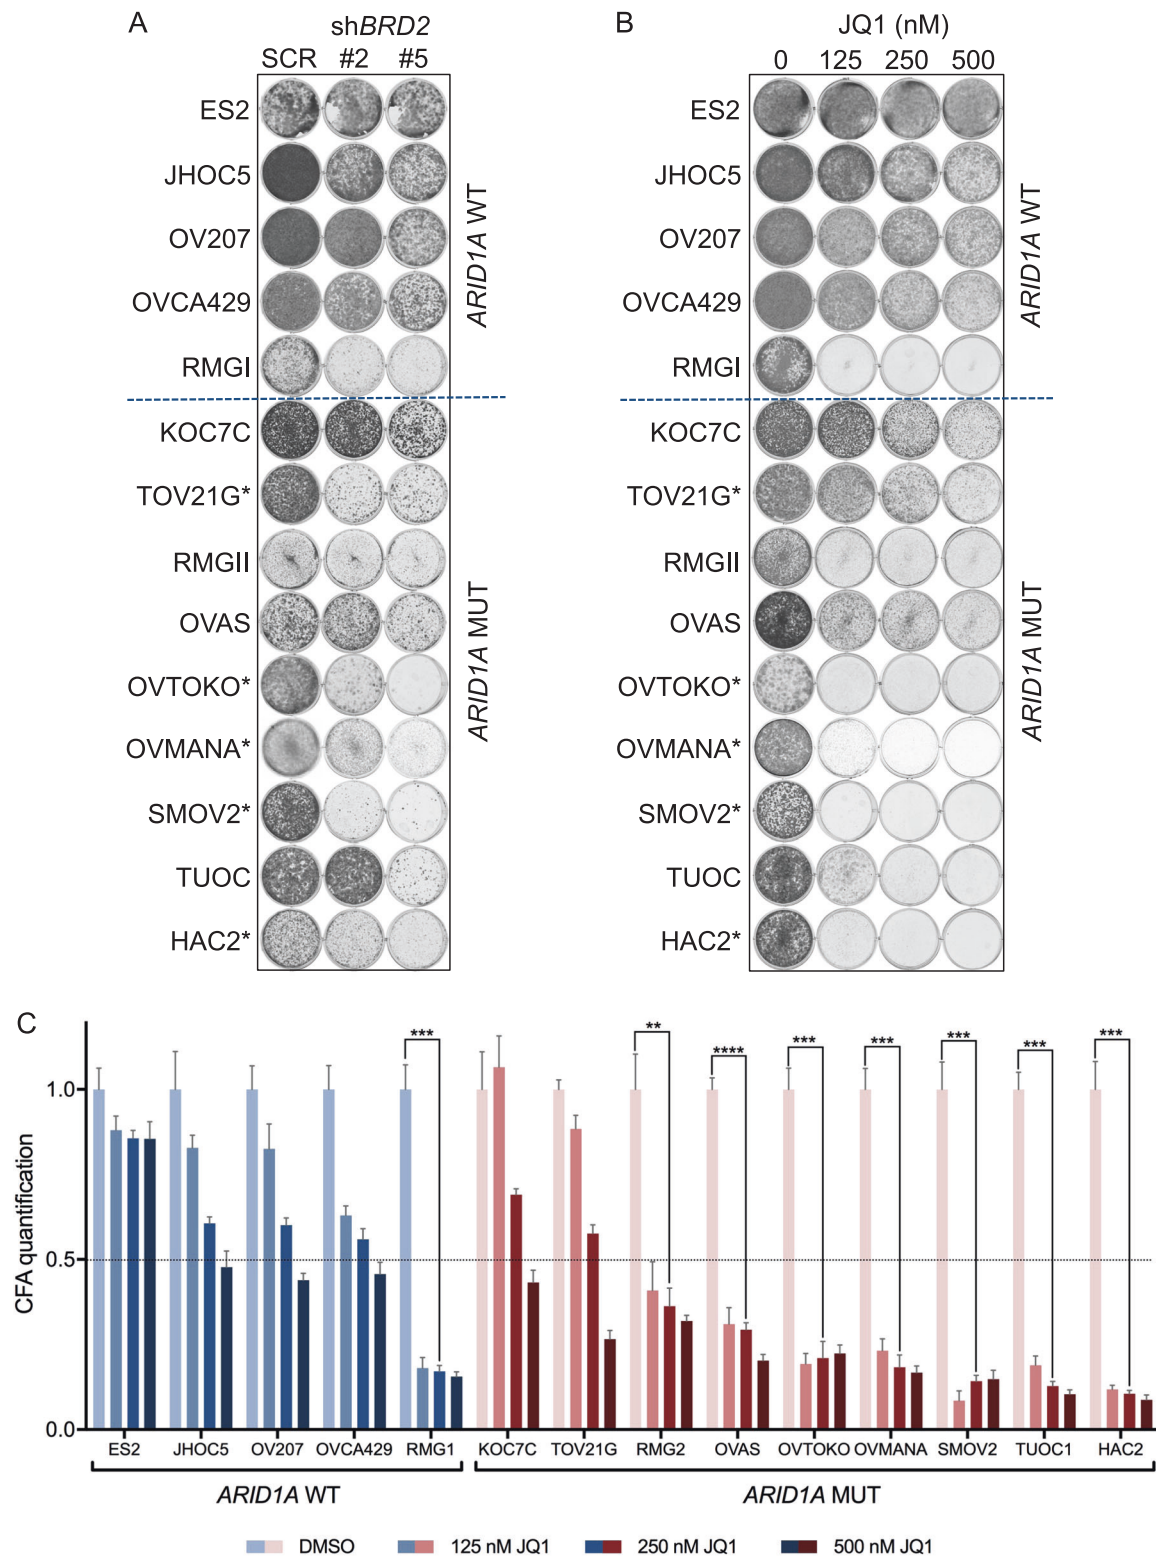 A
shBRD2
SCR #2 #5
ES2
JHOC5
OV207
OVCA429
RMGI
KOC7C
TOV21G*
RMGII
OVAS
OVTOKO*
OVMANA*
SMOV2*
TUOC
HAC2*
ARID1A WT
ARID1A MUT
B
JQ1 (nM)
0 125 250 500
ES2
JHOC5
OV207
OVCA429
RMGI
KOC7C
TOV21G*
RMGII
OVAS
OVTOKO*
OVMANA*
SMOV2*
TUOC
HAC2*
ARID1A WT
ARID1A MUT
C
CFA quantification
1.0
0.5
0.0
*** ** **** *** *** *** *** ***
ES2 JHOC5 OV207 OVCA429 RMG1 KOC7C TOV21G RMG2 OVAS OVTOKO OVMANA SMOV2 TUOC1 HAC2
ARID1A WT ARID1A MUT
DMSO 125 nM JQ1 250 nM JQ1 500 nM JQ1